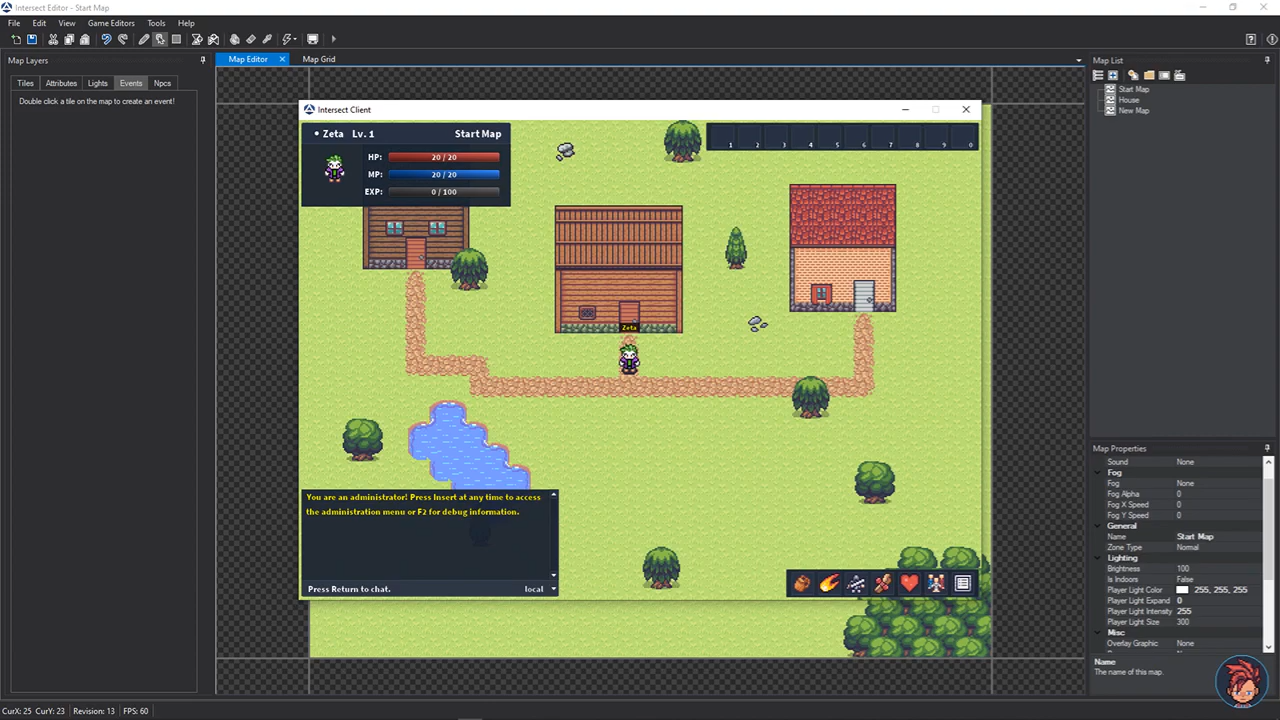 Intersect Editor - Start Map
File Edit View Game Editors Tools Help
Map Layers
Tiles Attributes Lights Events Npcs
Double click a tile on the map to create an event!
Map Editor
Map Grid
Intersect Client
Zeta Lv. 1 Start Map
HP: 20 / 20
MP: 20 / 20
EXP: 0 / 100
1 2 3 4 5 6 7 8 9 0
Zeta
You are an administrator! Press Insert at any time to access
the administration menu or F2 for debug information.
Press Return to chat. local
Map List
Start Map
House
New Map
Map Properties
Sound None
Fog
Fog None
Fog Alpha 0
Fog X Speed 0
Fog Y Speed 0
General
Name Start Map
Zone Type Normal
Lighting
Brightness 100
Is Indoors False
Player Light Color 255, 255, 255
Player Light Expand 0
Player Light Intensity 255
Player Light Size 300
Misc
Overlay Graphic None
Name
The name of this map.
CurX: 25 CurY: 23 Revision: 13 FPS: 60